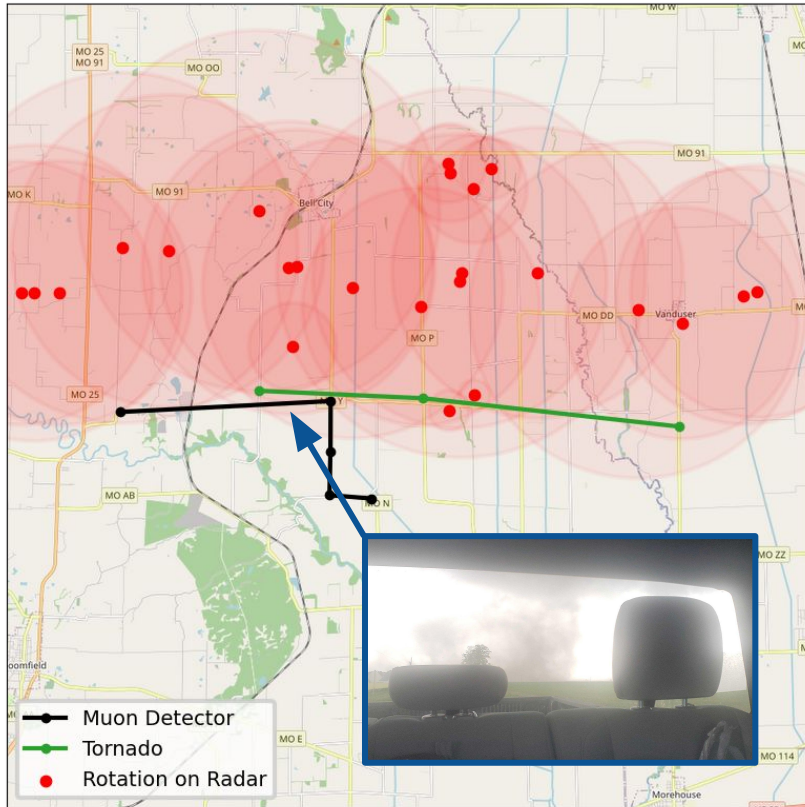 MO W
MO 25
MO 91
MO OO
MO 91
MO K
MO 91
Bell City
MO DD
Vanduser
MO P
MO 25
Y
MO AB
MO N
MO ZZ
MO E
MO 114
Morehouse
Muon Detector
Tornado
Rotation on Radar